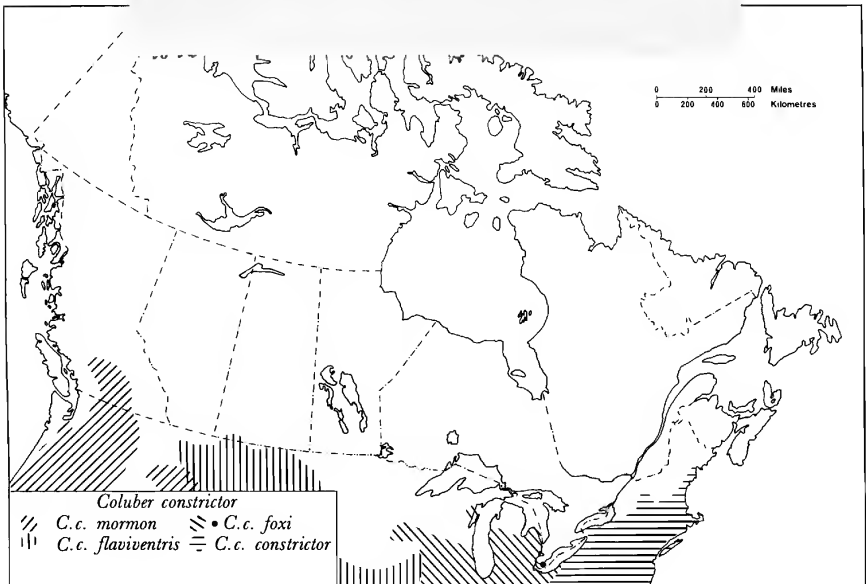 0 200 400 Miles
0 200 400 600 Kilometres
Coluber constrictor
C.c. mormon • C.c. foxi
C.c. flaviventris C.c. constrictor